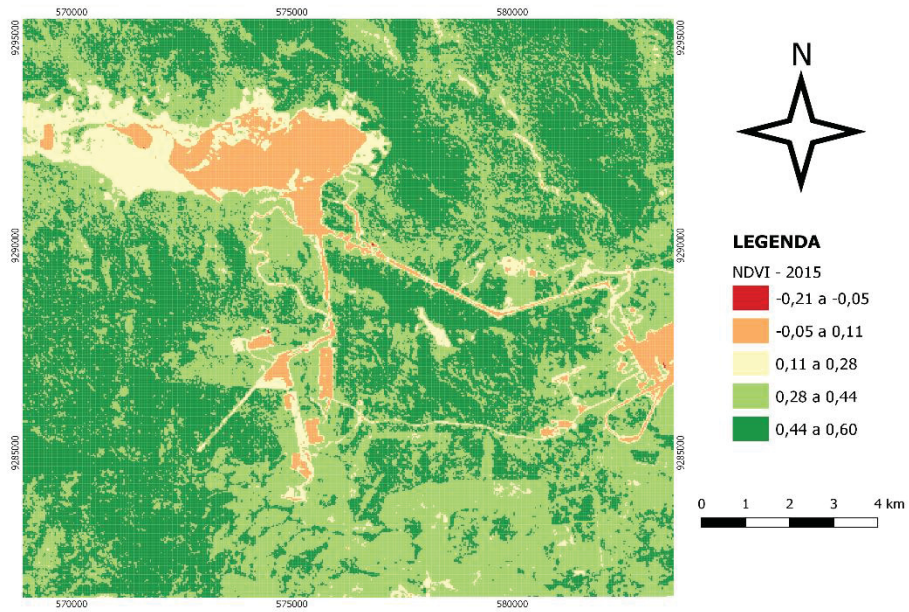 570000 575000 580000
9295000 9295000
N
9290000 9290000
LEGENDA
NDVI - 2015
-0,21 a -0,05
-0,05 a 0,11
0,11 a 0,28
0,28 a 0,44
0,44 a 0,60
9285000 9285000
0 1 2 3 4 km
570000 575000 580000